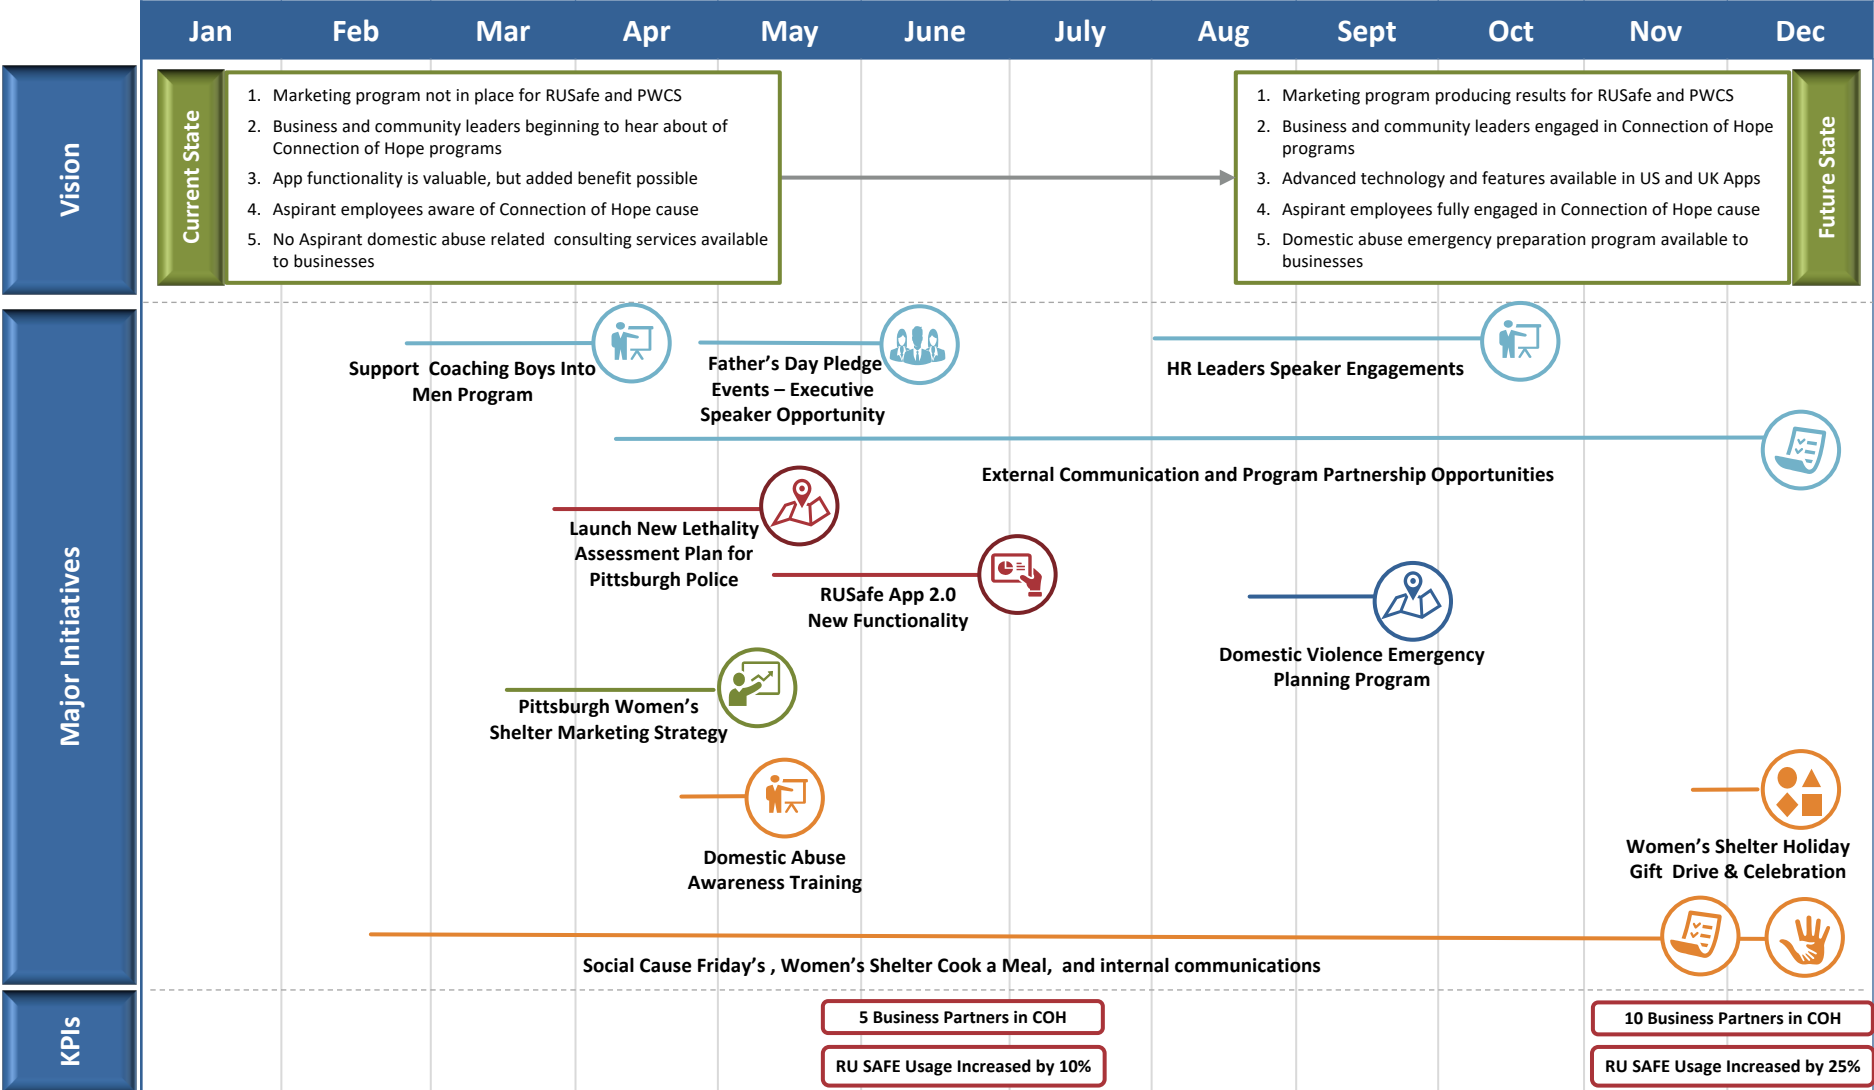 Jan Feb Mar Apr May June July Aug Sept Oct Nov Dec
Vision
Current State
1. Marketing program not in place for RUSafe and PWCS
2. Business and community leaders beginning to hear about of
Connection of Hope programs
3. App functionality is valuable, but added benefit possible
4. Aspirant employees aware of Connection of Hope cause
5. No Aspirant domestic abuse related consulting services available
to businesses
1. Marketing program producing results for RUSafe and PWCS
2. Business and community leaders engaged in Connection of Hope
programs
3. Advanced technology and features available in US and UK Apps
4. Aspirant employees fully engaged in Connection of Hope cause
5. Domestic abuse emergency preparation program available to
businesses
Future State
Major Initiatives
Support Coaching Boys Into
Men Program
Father's Day Pledge
Events – Executive
Speaker Opportunity
HR Leaders Speaker Engagements
External Communication and Program Partnership Opportunities
Launch New Lethality
Assessment Plan for
Pittsburgh Police
RUSafe App 2.0
New Functionality
Domestic Violence Emergency
Planning Program
Pittsburgh Women's
Shelter Marketing Strategy
Domestic Abuse
Awareness Training
Women's Shelter Holiday
Gift Drive & Celebration
Social Cause Friday's , Women's Shelter Cook a Meal, and internal communications
KPIs
5 Business Partners in COH
RU SAFE Usage Increased by 10%
10 Business Partners in COH
RU SAFE Usage Increased by 25%